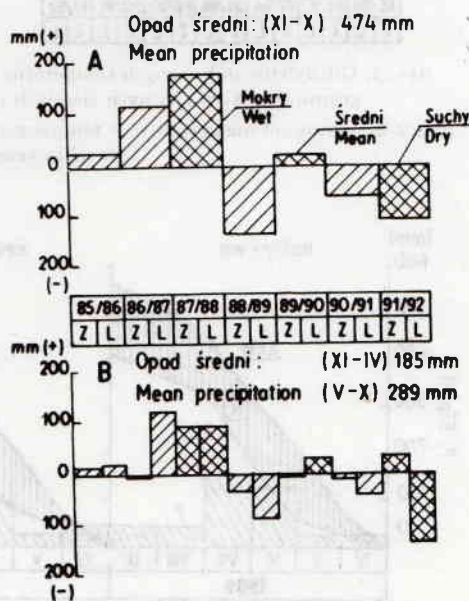 mm (+)
Opad średni: (XI-X) 474 mm
Mean precipitation
200
A
100
0
100
200
(-)
Mokry
Wet
Średni
Mean
Suchy
Dry
85/86 86/87 87/88 88/89 89/90 90/91 91/92
Z L Z L Z L Z L Z L Z L Z L
mm (+)
B
Opad średni: (XI-IV) 185 mm
Mean precipitation (V-X) 289 mm
200
100
0
100
200
(-)